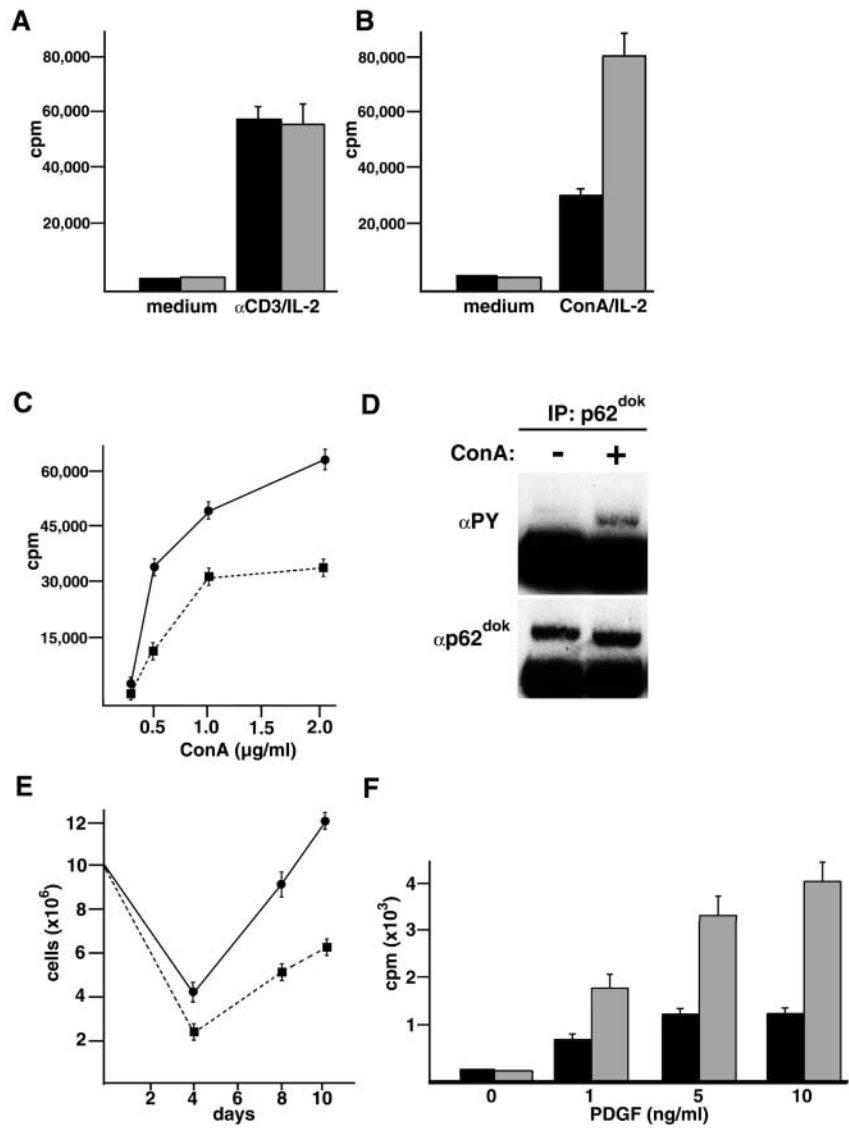 A
80,000
60,000
40,000
20,000
cpm
medium αCD3/IL-2
B
80,000
60,000
40,000
20,000
cpm
medium ConA/IL-2
C
60,000
45,000
30,000
15,000
cpm
0.5 1.0 1.5 2.0
ConA (µg/ml)
D
IP: p62dok
ConA: - +
αPY
αp62dok
E
12
10
8
6
4
2
cells (x10⁶)
2 4 6 8 10
days
F
4
3
2
1
cpm (x10³)
0 1 5 10
PDGF (ng/ml)